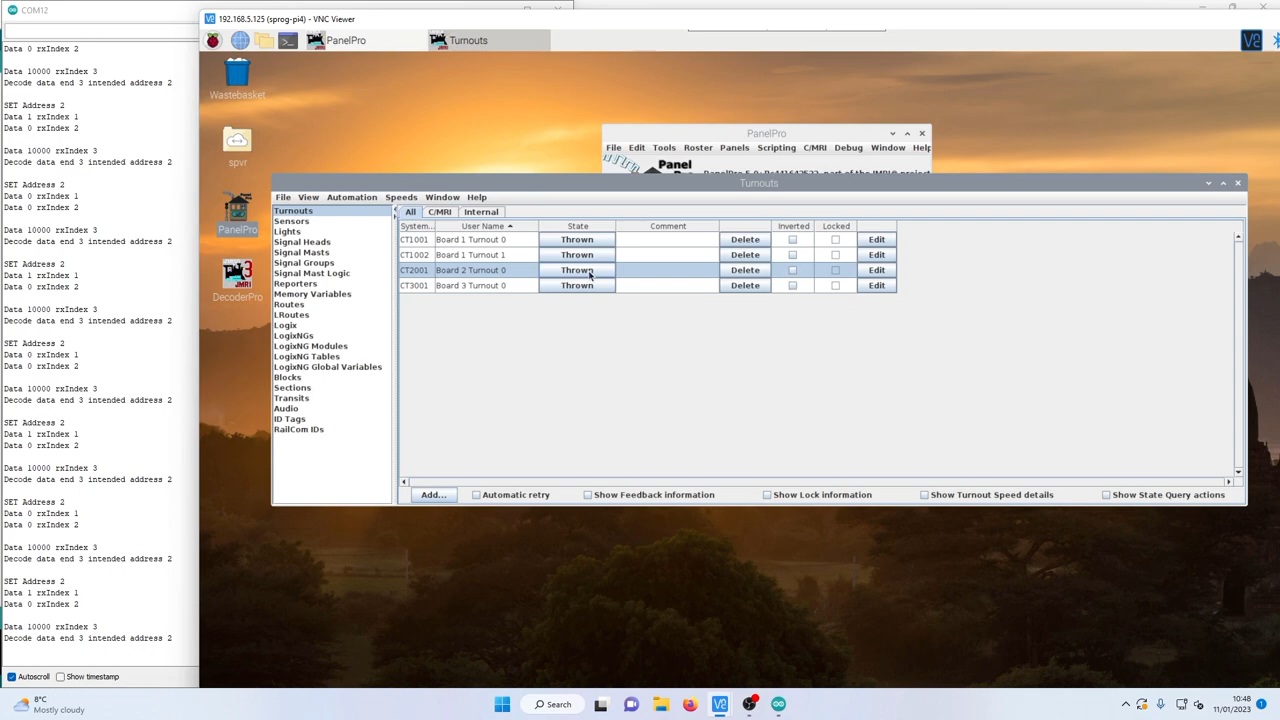 COM12
Data 0 rxIndex 2
Data 10000 rxIndex 3
Decode data end 3 intended address 2
SET Address 2
Data 1 rxIndex 1
Data 0 rxIndex 2
Data 10000 rxIndex 3
Decode data end 3 intended address 2
SET Address 2
Data 1 rxIndex 1
Data 0 rxIndex 2
Data 10000 rxIndex 3
Decode data end 3 intended address 2
SET Address 2
Data 1 rxIndex 1
Data 0 rxIndex 2
Data 10000 rxIndex 3
Decode data end 3 intended address 2
SET Address 2
Data 1 rxIndex 1
Data 0 rxIndex 2
Data 10000 rxIndex 3
Decode data end 3 intended address 2
SET Address 2
Data 1 rxIndex 1
Data 0 rxIndex 2
Data 10000 rxIndex 3
Decode data end 3 intended address 2
SET Address 2
Data 1 rxIndex 1
Data 0 rxIndex 2
Data 10000 rxIndex 3
Decode data end 3 intended address 2
SET Address 2
Data 1 rxIndex 1
Data 0 rxIndex 2
Data 10000 rxIndex 3
Decode data end 3 intended address 2
Autoscroll Show timestamp
192.168.5.125 (sprog-pi4) - VNC Viewer
PanelPro Turnouts
Wastebasket
spvr
PanelPro
DecoderPro
PanelPro
File Edit Tools Roster Panels Scripting C/MRI Debug Window Help
Panel
Turnouts
File View Automation Speeds Window Help
Turnouts
Sensors
Lights
Signal Heads
Signal Masts
Signal Groups
Signal Mast Logic
Reporters
Memory Variables
Routes
LRoutes
Logix
LogixNGs
LogixNG Modules
LogixNG Tables
LogixNG Global Variables
Blocks
Sections
Transits
Audio
ID Tags
RailCom IDs
All C/MRI Internal
System... User Name State Comment Inverted Locked
CT1001 Board 1 Turnout 0 Thrown Delete Edit
CT1002 Board 1 Turnout 1 Thrown Delete Edit
CT2001 Board 2 Turnout 0 Thrown Delete Edit
CT3001 Board 3 Turnout 0 Thrown Delete Edit
Add... Automatic retry Show Feedback information Show Lock information Show Turnout Speed details Show State Query actions
8°C
Mostly cloudy
Search
10:48
11/01/2023